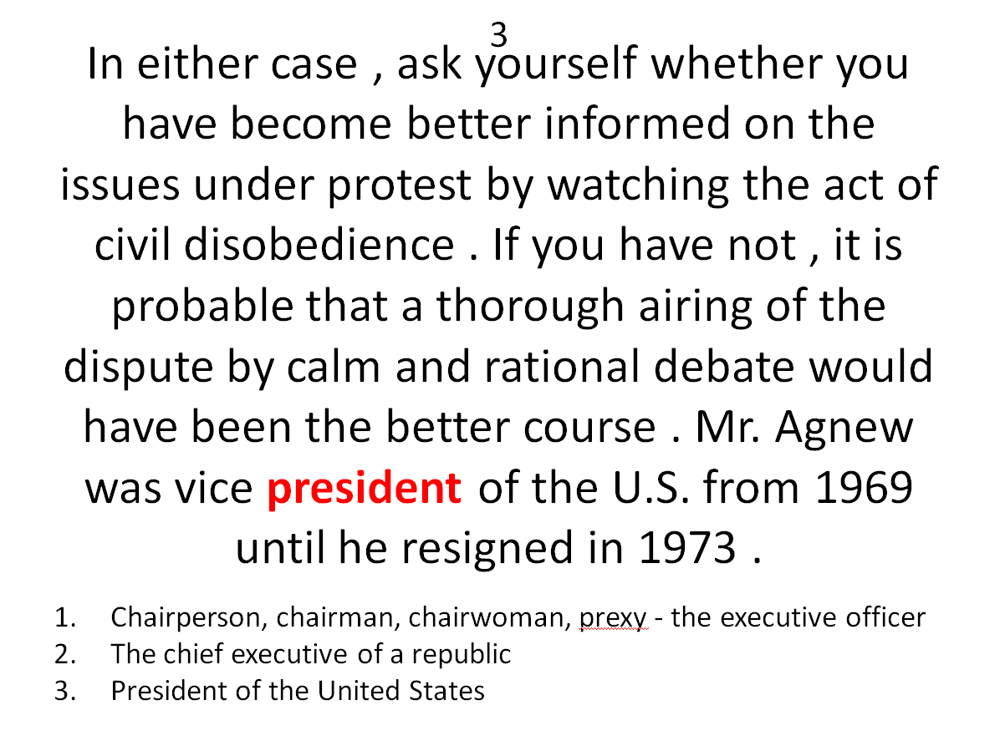 3
In either case , ask yourself whether you
have become better informed on the
issues under protest by watching the act of
civil disobedience . If you have not , it is
probable that a thorough airing of the
dispute by calm and rational debate would
have been the better course . Mr. Agnew
was vice president of the U.S. from 1969
until he resigned in 1973 .
1. Chairperson, chairman, chairwoman, prexy - the executive officer
2. The chief executive of a republic
3. President of the United States